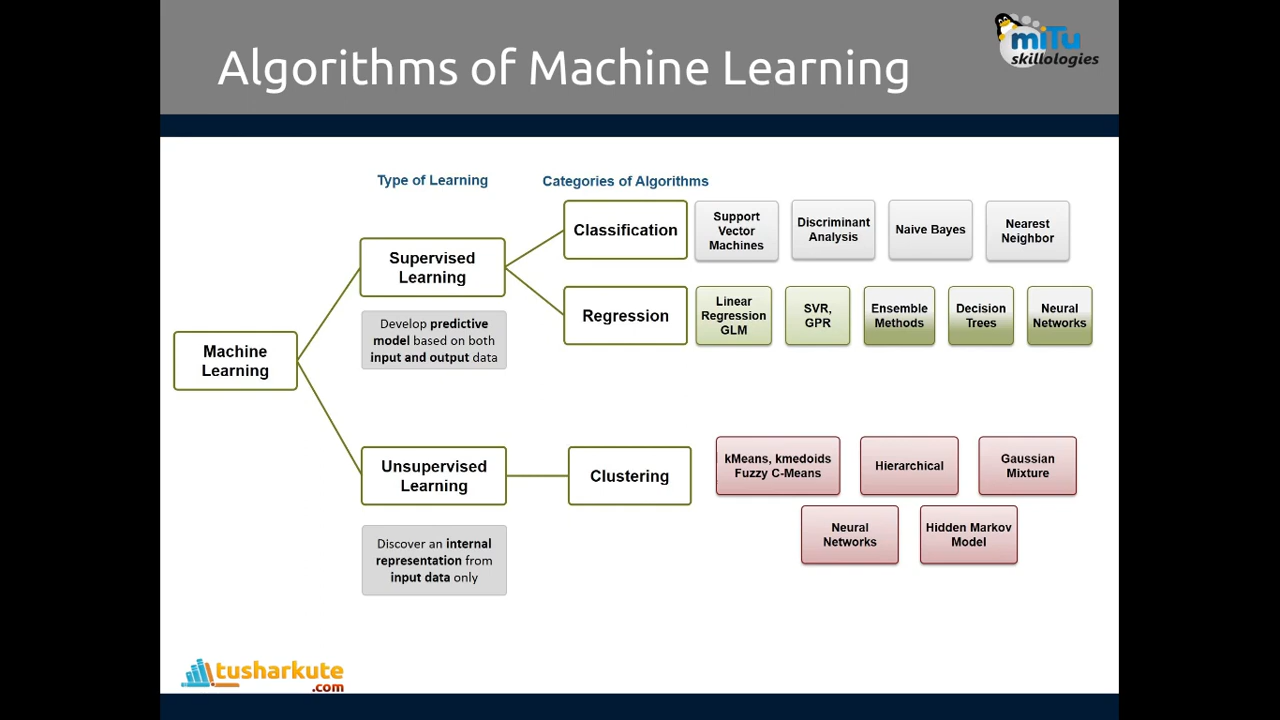 Algorithms of Machine Learning
miTu
skillologies
Type of Learning
Categories of Algorithms
Machine
Learning
Supervised
Learning
Develop predictive
model based on both
input and output data
Classification
Support
Vector
Machines
Discriminant
Analysis
Naive Bayes
Nearest
Neighbor
Regression
Linear
Regression
GLM
SVR,
GPR
Ensemble
Methods
Decision
Trees
Neural
Networks
Unsupervised
Learning
Discover an internal
representation from
input data only
Clustering
kMeans, kmedoids
Fuzzy C-Means
Hierarchical
Gaussian
Mixture
Neural
Networks
Hidden Markov
Model
tusharkute
.com